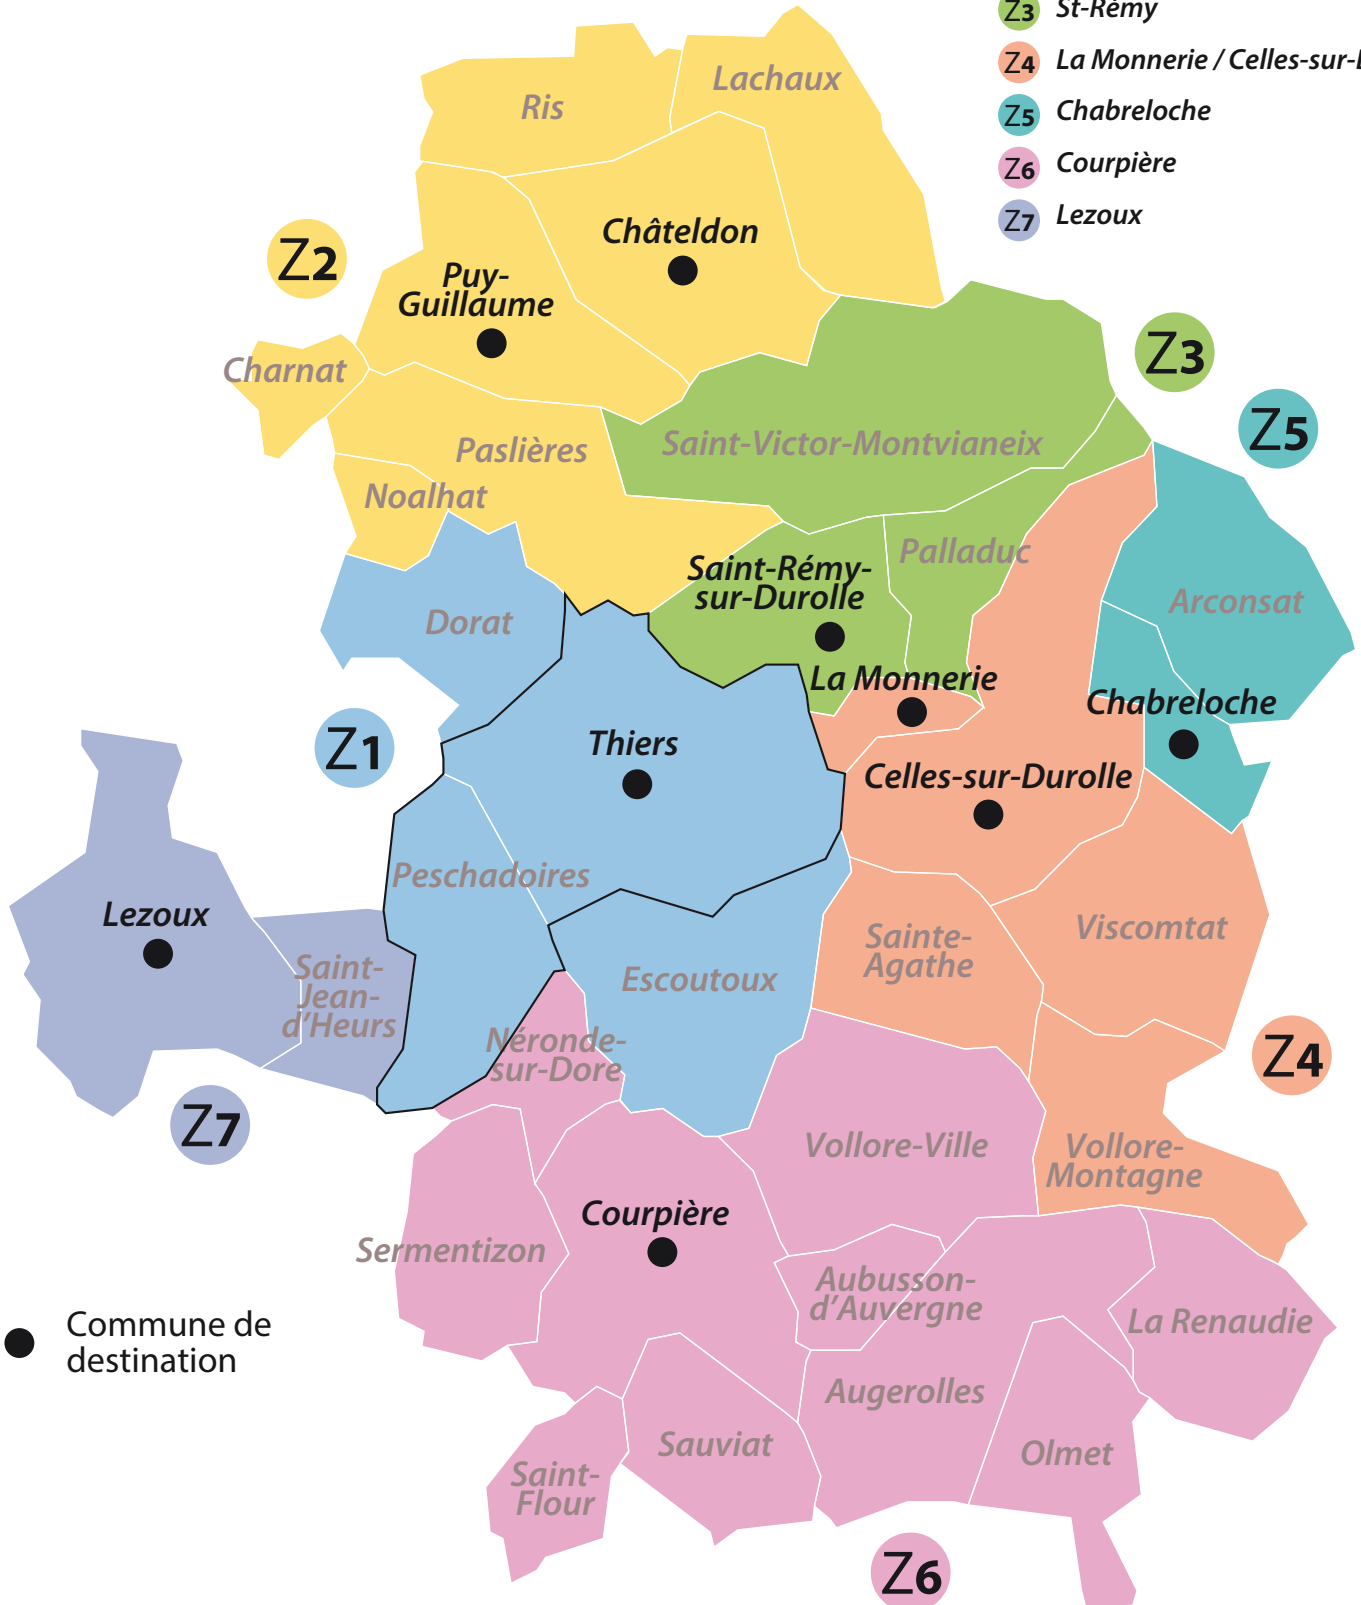 Z3 St-Rémy
Z4 La Monnerie / Celles-sur-
Z5 Chabreloche
Z6 Courpière
Z7 Lezoux
Lachaux
Ris
Châteldon
Z2
Puy-
Guillaume
Charnat
Z3
Z5
Saint-Victor-Montvianeix
Paslières
Noalhat
Palladuc
Saint-Rémy-
sur-Durolle
Arconsat
Dorat
La Monnerie
Chabreloche
Z1
Thiers
Celles-sur-Durolle
Peschadoires
Lezoux
Viscomtat
Sainte-
Agathe
Saint-
Jean-
d'Heurs
Escoutoux
Néronde-
sur-Dore
Z4
Z7
Vollore-Ville
Vollore-
Montagne
Courpière
Sermentizon
Aubusson-
d'Auvergne
La Renaudie
Commune de
destination
Augerolles
Sauviat
Olmet
Saint-
Flour
Z6